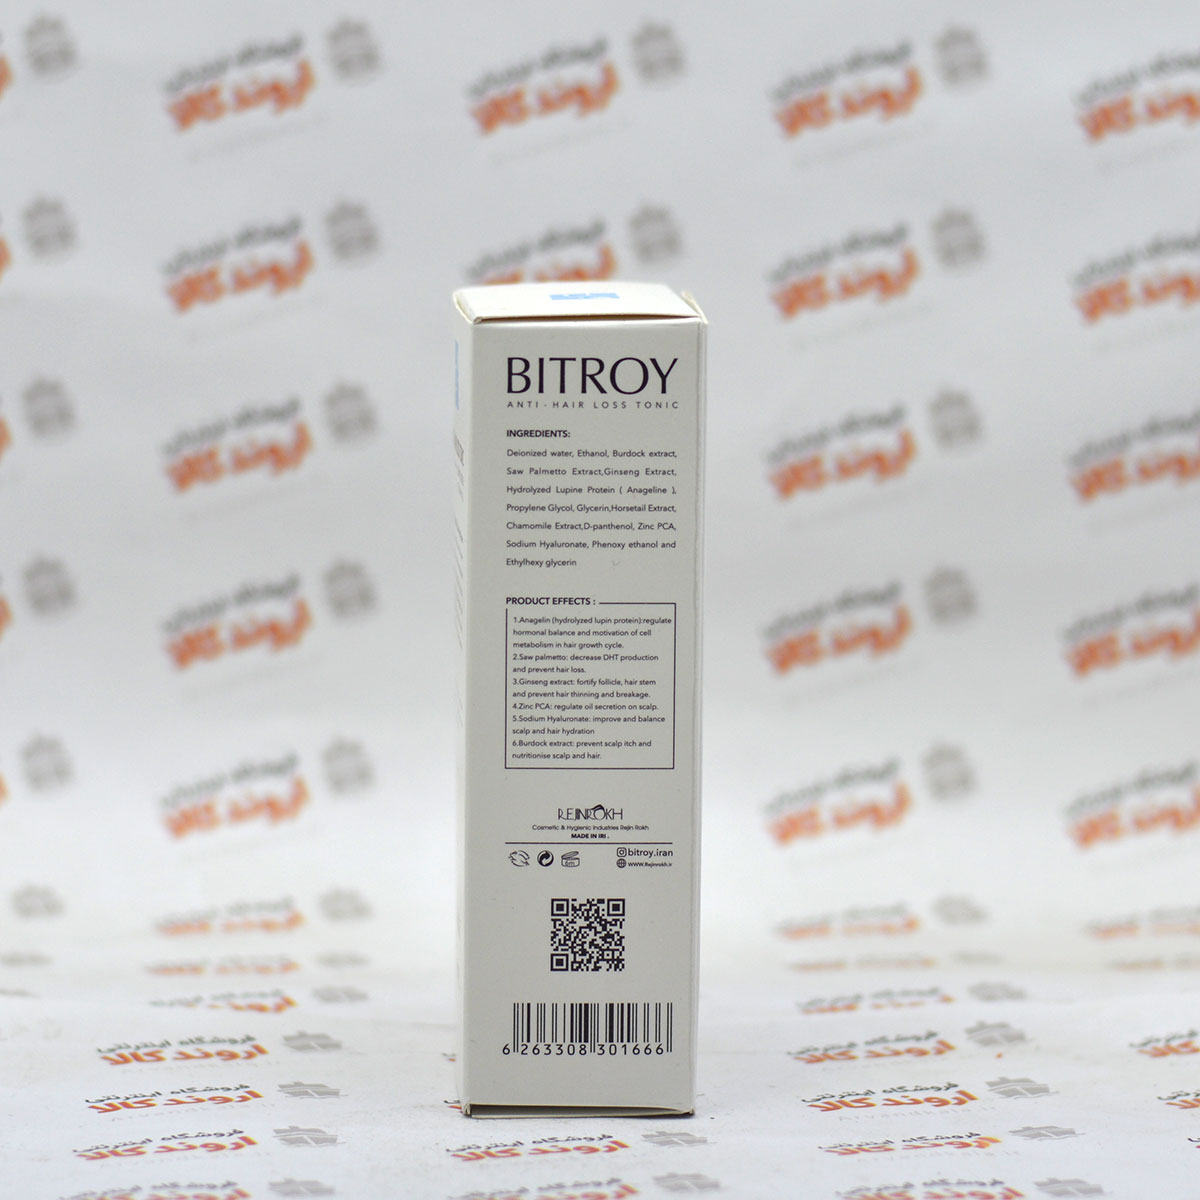 BITROY
ANTI-HAIR LOSS TONIC
INGREDIENTS:
Deionized water, Ethanol, Burdock extract,
Saw Palmetto Extract,Ginseng Extract,
Hydrolyzed Lupine Protein ( Anageline ),
Propylene Glycol, Glycerin,Horsetail Extract,
Chamomile Extract,D-panthenol, Zinc PCA,
Sodium Hyaluronate, Phenoxy ethanol and
Ethylhexy glycerin
PRODUCT EFFECTS :
1.Anagelin (hydrolyzed lupin protein):regulate
hormonal balance and motivation of cell
metabolism in hair growth cycle.
2.Saw palmetto: decrease DHT production
and prevent hair loss.
3.Ginseng extract: fortify follicle, hair stem
and prevent hair thinning and breakage.
4.Zinc PCA: regulate oil secretion on scalp.
5.Sodium Hyaluronate: improve and balance
scalp and hair hydration
6.Burdock extract: prevent scalp itch and
nutritionise scalp and hair.
REJINROKH
Cosmetic & Hygienic Industries Rejin Rokh
MADE IN IRI .
6m
bitroy.iran
www.Rejinrokh.ir
6 263308 301666
فروشگاه اینترنتی
اروند کالا